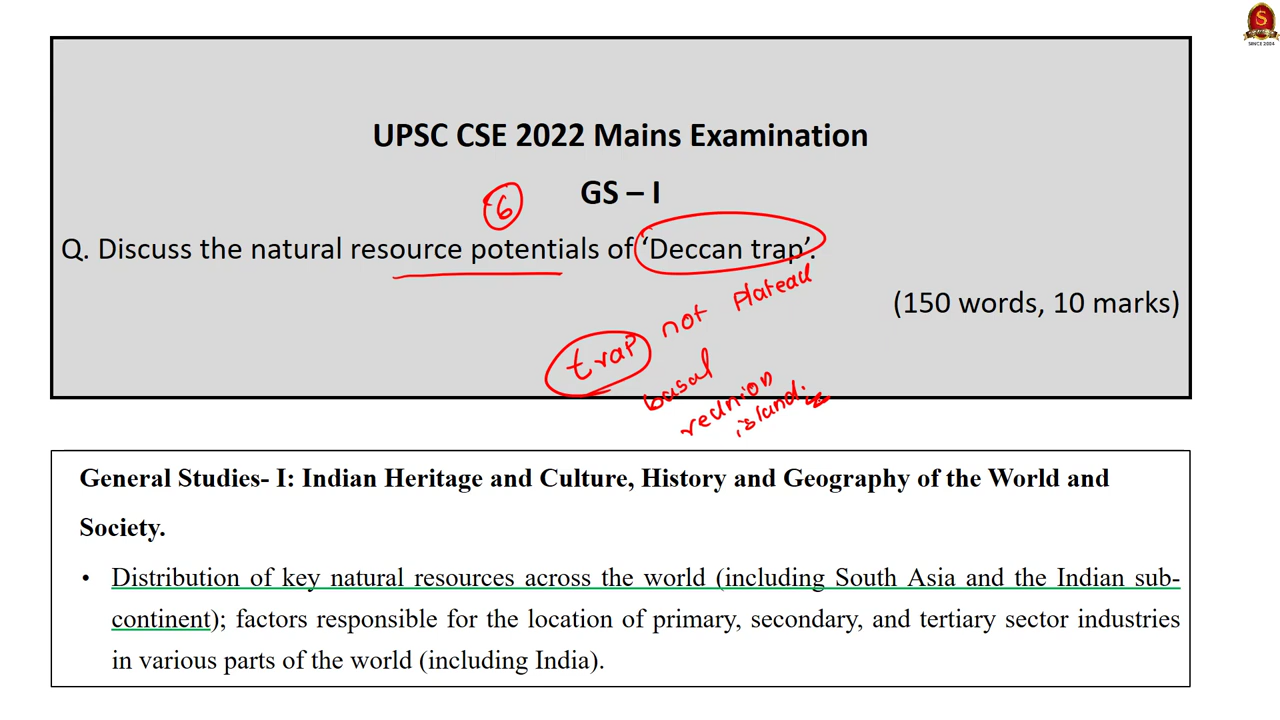 S
SINCE 2004
UPSC CSE 2022 Mains Examination
GS – I
6
Q. Discuss the natural resource potentials of ‘Deccan trap’.
(150 words, 10 marks)
trap not Plateau
basal
reunion
island.
General Studies- I: Indian Heritage and Culture, History and Geography of the World and
Society.
• Distribution of key natural resources across the world (including South Asia and the Indian sub-
continent); factors responsible for the location of primary, secondary, and tertiary sector industries
in various parts of the world (including India).